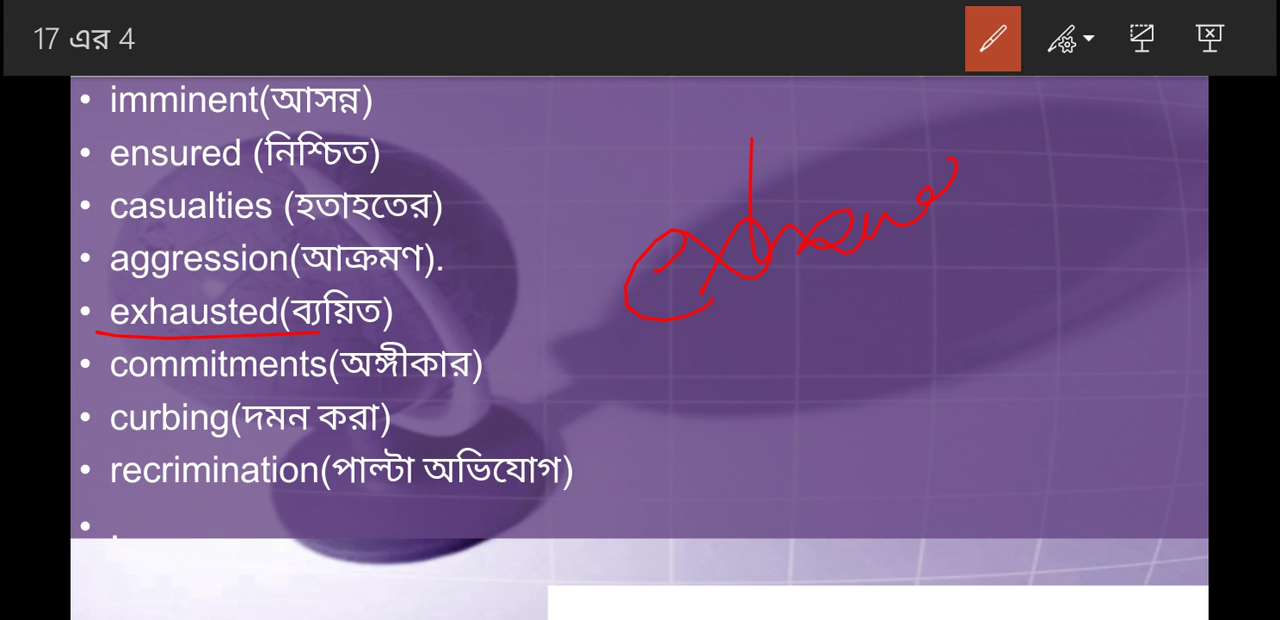 17 এর 4
• imminent(আসন্ন)
• ensured (নিশ্চিত)
• casualties (হতাহতের)
• aggression(আক্রমণ).
• exhausted(ব্যয়িত)
• commitments(অঙ্গীকার)
• curbing(দমন করা)
• recrimination(পাল্টা অভিযোগ)
• .